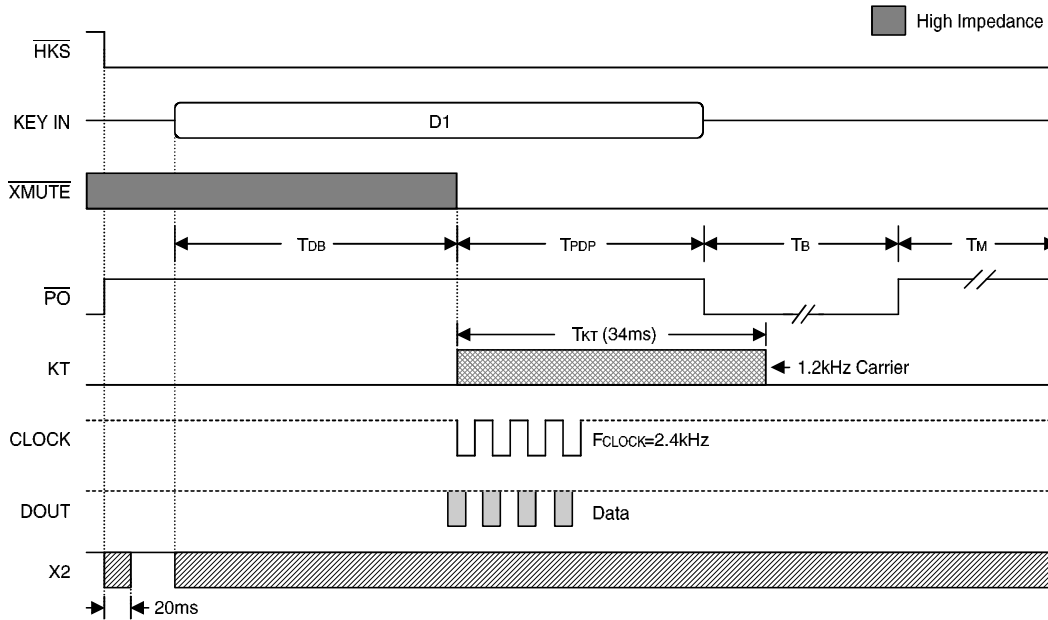 High Impedance
HKS
KEY IN
D1
XMUTE
TDB
TPDP
TB
TM
PO
TKT (34ms)
KT
1.2kHz Carrier
CLOCK
FCLOCK=2.4kHz
DOUT
Data
X2
20ms